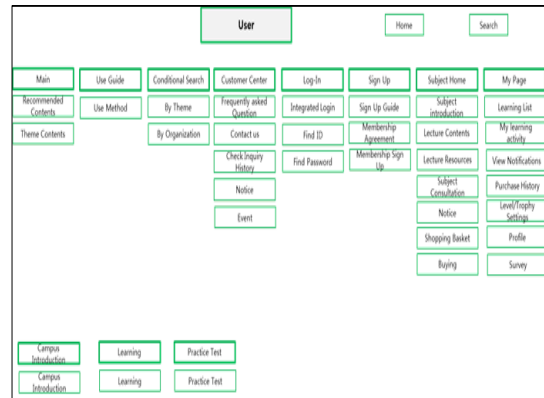 User
Home
Search
Main
Use Guide
Conditional Search
Customer Center
Log-In
Sign Up
Subject Home
My Page
Recommended
Contents
Theme Contents
Use Method
By Theme
By Organization
Frequently asked
Question
Contact us
Check Inquiry
History
Notice
Event
Integrated Login
Find ID
Find Password
Sign Up Guide
Membership
Agreement
Membership Sign
Up
Subject
introduction
Lecture Contents
Lecture Resources
Subject
Consultation
Notice
Shopping Basket
Buying
Learning List
My learning
activity
View Notifications
Purchase History
Level/Trophy
Settings
Profile
Survey
Campus
Introduction
Learning
Practice Test
Campus
Introduction
Learning
Practice Test